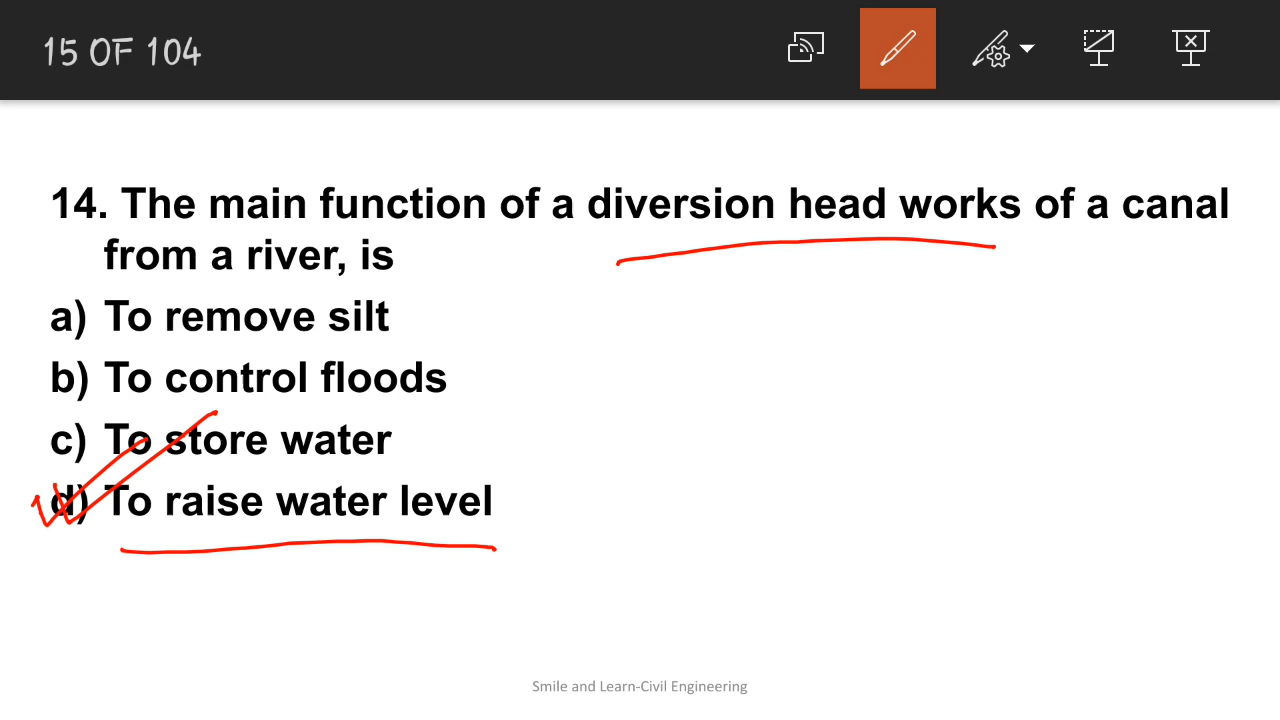 15 OF 104
14. The main function of a diversion head works of a canal
from a river, is
a) To remove silt
b) To control floods
c) To store water
d) To raise water level
Smile and Learn-Civil Engineering